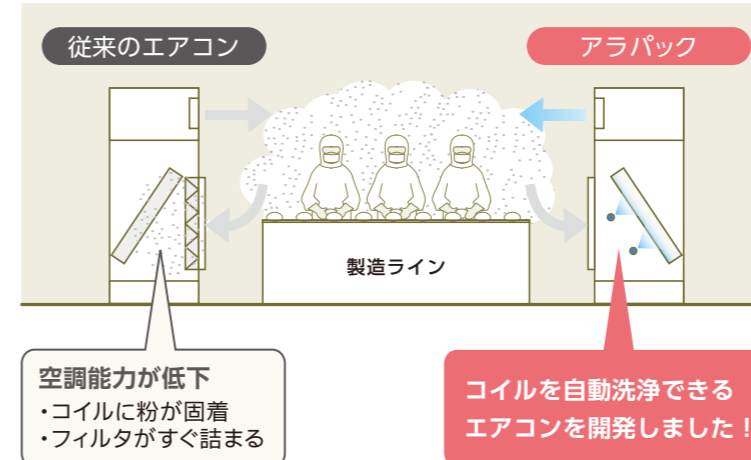 従来のエアコン
アラパック
製造ライン
空調能力が低下
・コイルに粉が固着
・フィルタがすぐ詰まる
コイルを自動洗浄できる
エアコンを開発しました！